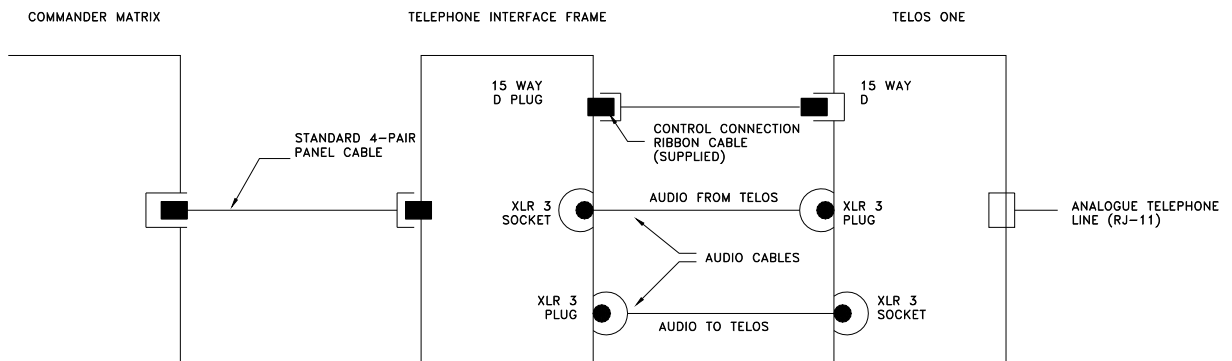 COMMANDER MATRIX
TELEPHONE INTERFACE FRAME
TELOS ONE
15 WAY
D PLUG
15 WAY
D
STANDARD 4-PAIR
PANEL CABLE
CONTROL CONNECTION
RIBBON CABLE
(SUPPLIED)
XLR 3
SOCKET
AUDIO FROM TELOS
XLR 3
PLUG
ANALOGUE TELEPHONE
LINE (RJ-11)
AUDIO CABLES
XLR 3
PLUG
AUDIO TO TELOS
XLR 3
SOCKET